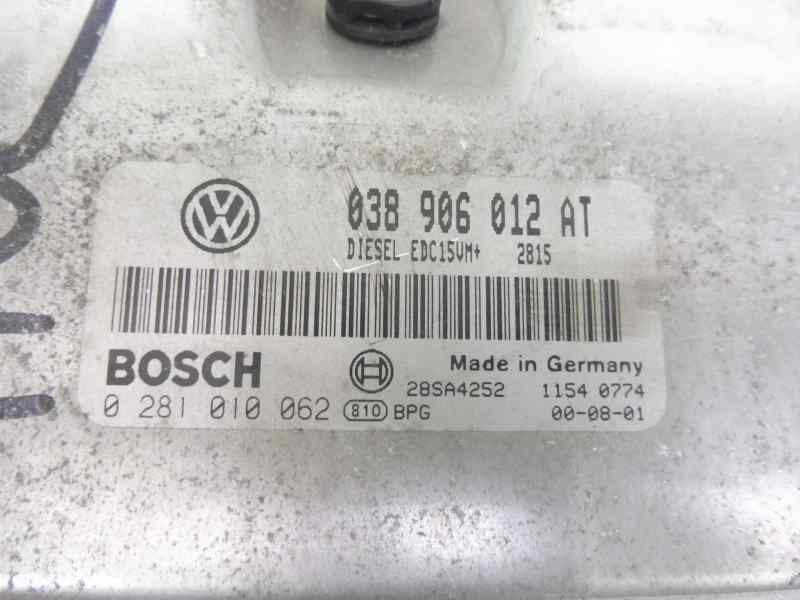 VW
038 906 012 AT
DIESEL EDC15VM+ 2815
BOSCH
Made in Germany
28SA4252 1154 0774
0 281 010 062 810 BPG 00-08-01